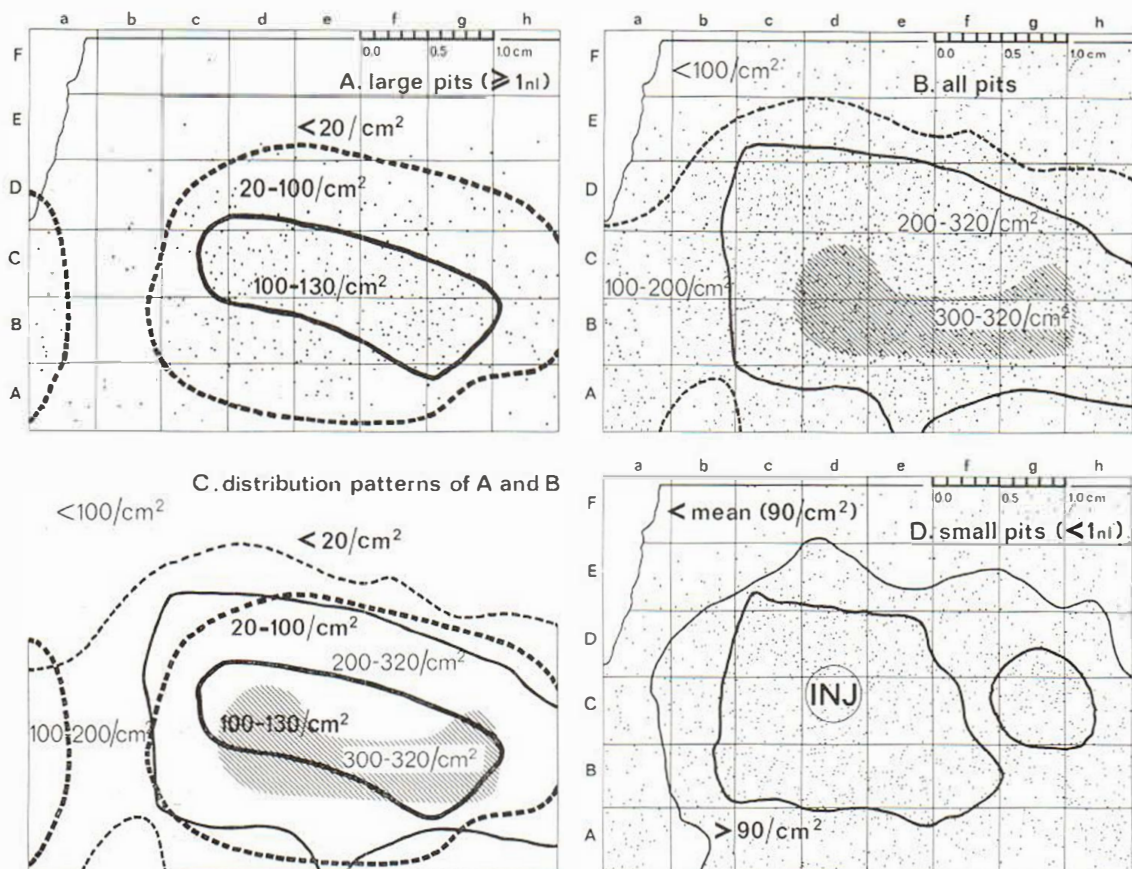 a b c d e f g h
F
E
D
C
B
A
0.0 0.5 1.0 cm
A. large pits (⩾ 1nl)
<20/cm²
20-100/cm²
100-130/cm²
a b c d e f g h
F
E
D
C
B
A
0.0 0.5 1.0 cm
<100/cm²
B. all pits
200-320/cm²
100-200/cm²
300-320/cm²
C. distribution patterns of A and B
<100/cm²
<20/cm²
20-100/cm²
200-320/cm²
100-130/cm²
100-200/cm²
300-320/cm²
a b c d e f g h
F
E
D
C
B
A
0.0 0.5 1.0 cm
< mean (90/cm²)
D. small pits (<1nl)
INJ
>90/cm²